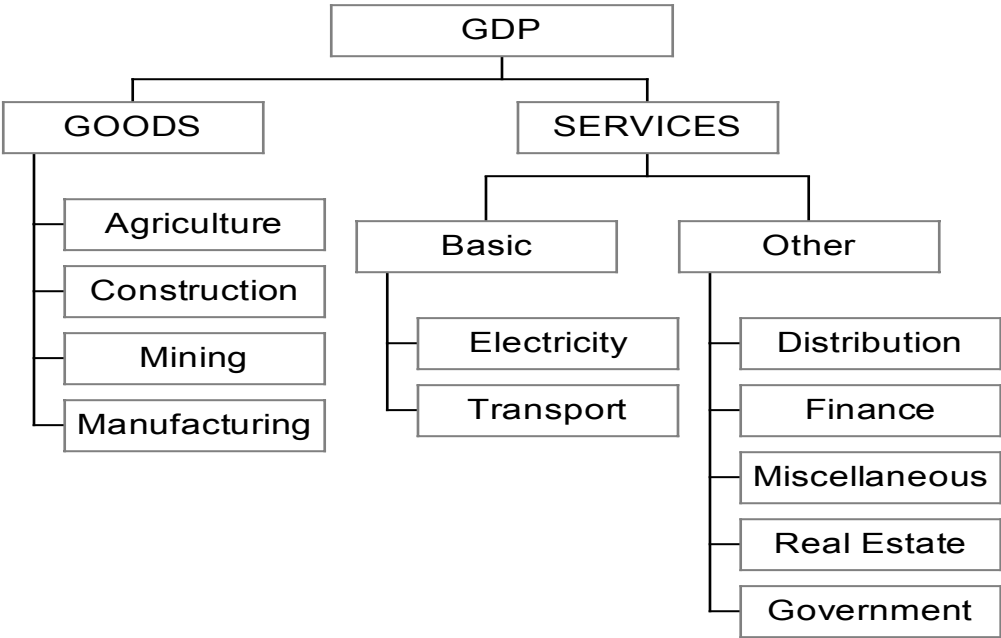 GDP
GOODS
SERVICES
Agriculture
Construction
Mining
Manufacturing
Basic
Other
Electricity
Transport
Distribution
Finance
Miscellaneous
Real Estate
Government